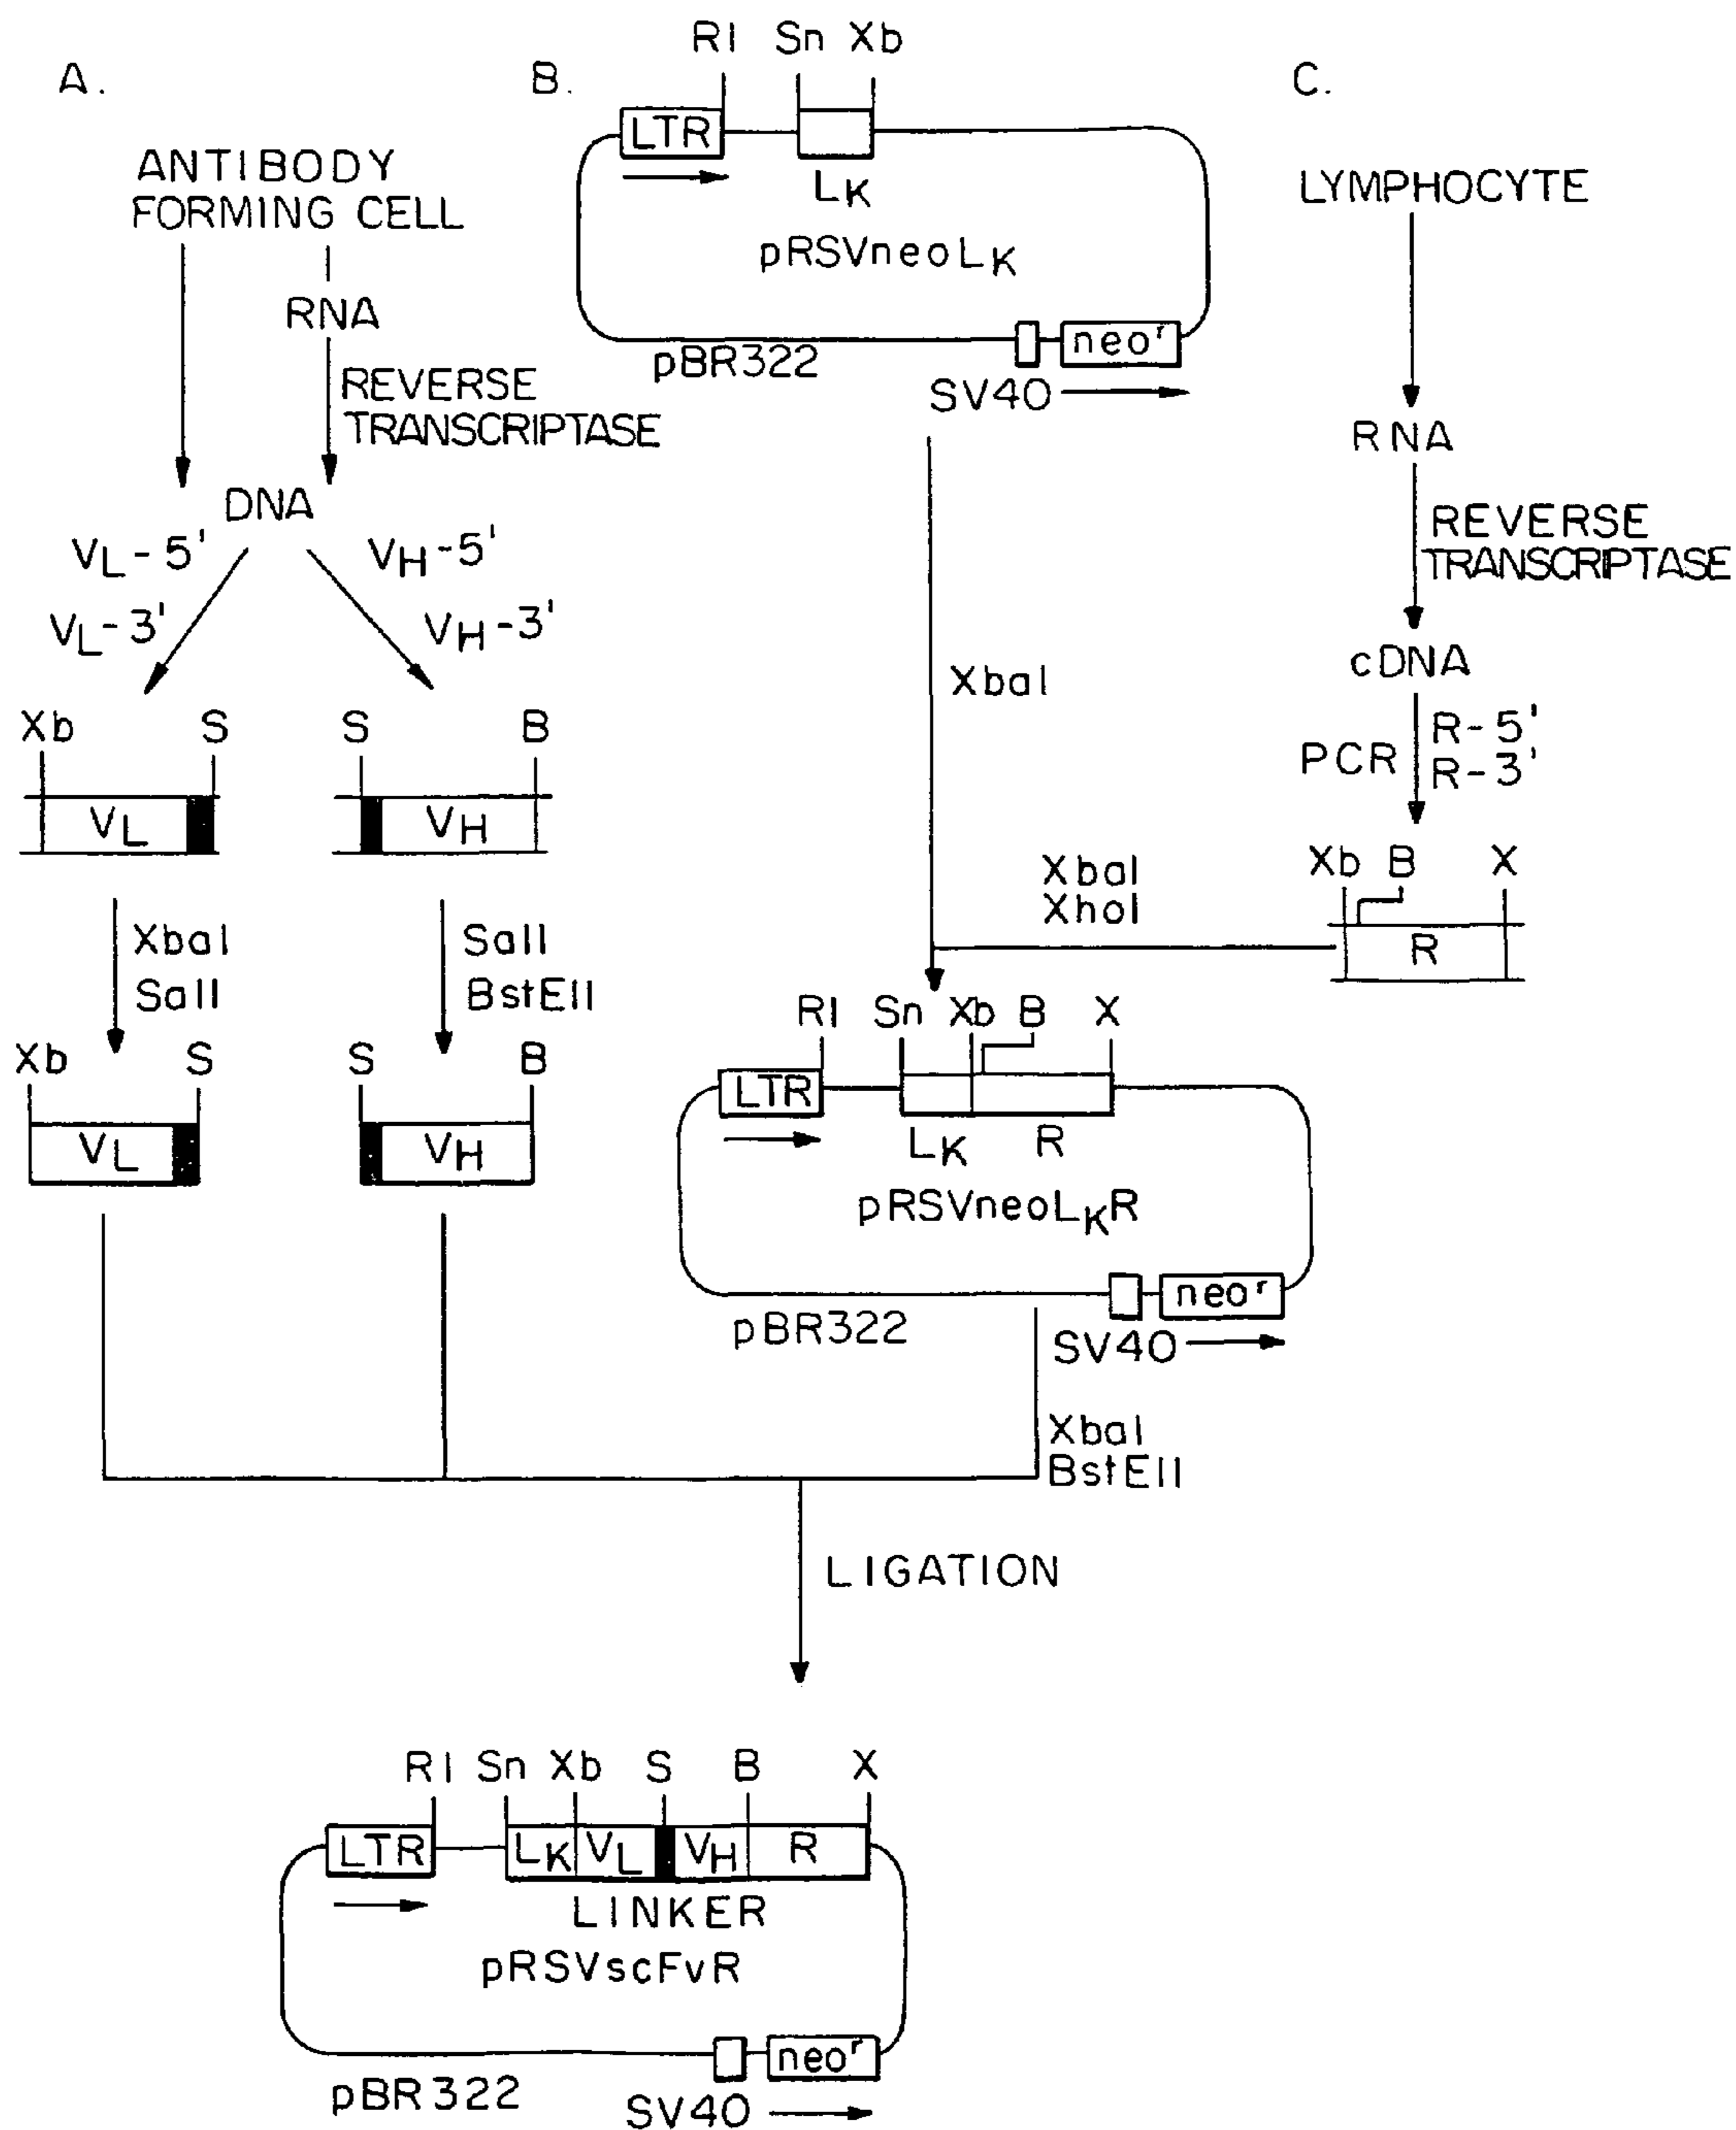 A.
ANTIBODY
FORMING CELL
RNA
REVERSE
TRANSCRIPTASE
DNA
VL-5'
VL-3'
VH-5'
VH-3'
Xb S
VL
S B
VH
XbaI
SalI
SalI
BstEII
Xb S
VL
S B
VH
B.
RI Sn Xb
LTR
LK
pRSVneoLK
pBR322
neor
SV40
XbaI
C.
LYMPHOCYTE
RNA
REVERSE
TRANSCRIPTASE
cDNA
PCR
R-5'
R-3'
Xb B X
R
XbaI
XhoI
RI Sn Xb B X
LTR
LK R
pRSVneoLKR
pBR322
neor
SV40
XbaI
BstEII
LIGATION
RI Sn Xb S B X
LTR LK VL VH R
LINKER
pRSVscFvR
pBR322
neor
SV40